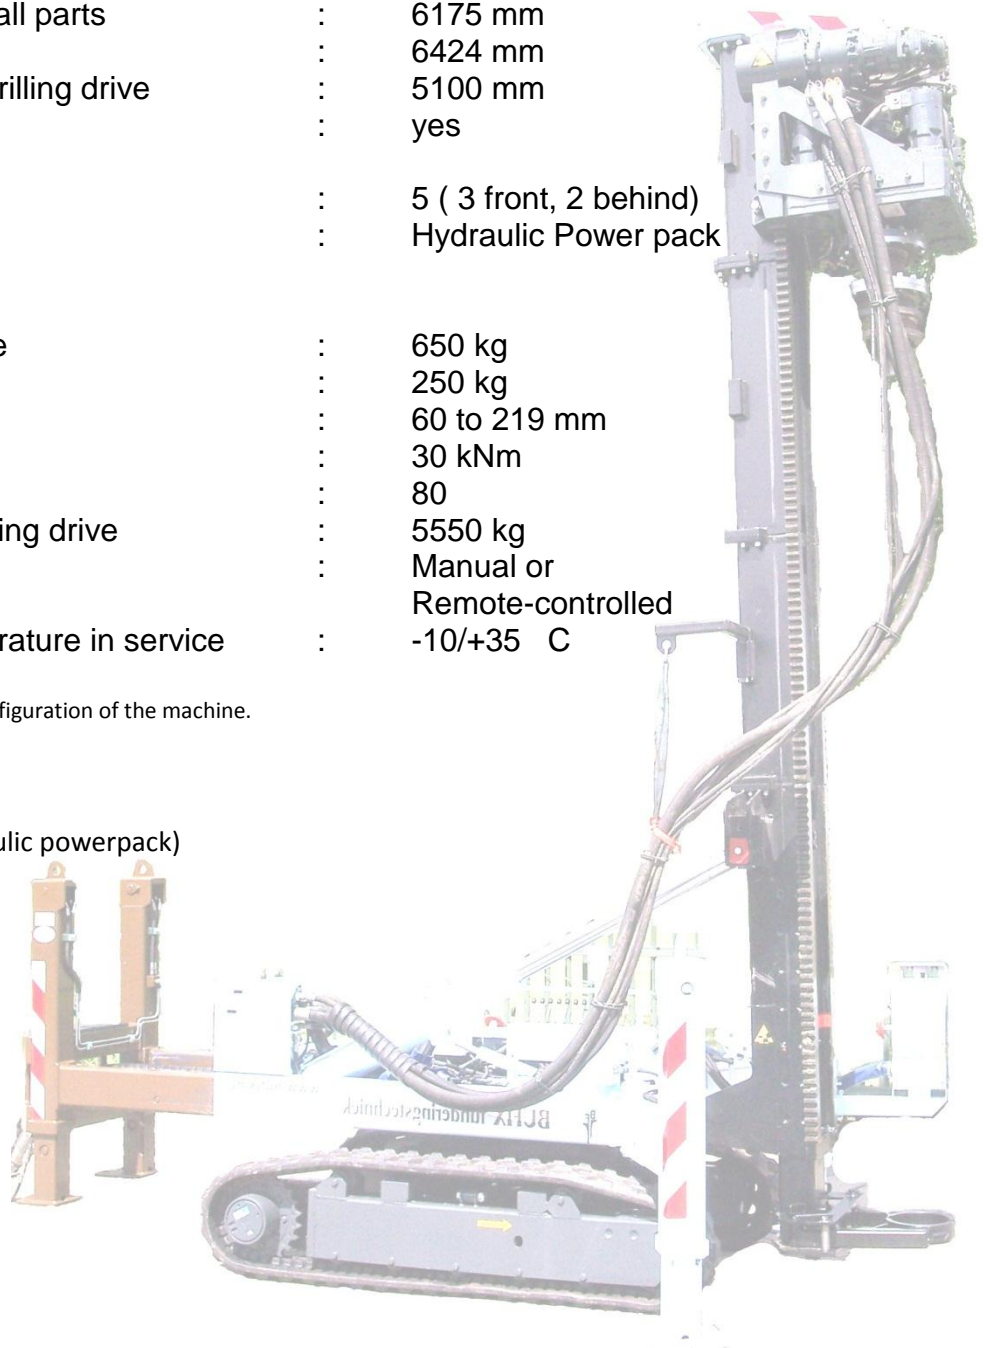 all parts : 6175 mm
: 6424 mm
rilling drive : 5100 mm
: yes
: 5 ( 3 front, 2 behind)
: Hydraulic Power pack
e : 650 kg
: 250 kg
: 60 to 219 mm
: 30 kNm
: 80
ing drive : 5550 kg
: Manual or
Remote-controlled
rature in service : -10/+35 C
figuration of the machine.
ulic powerpack)
BUFIX funderingstechniek